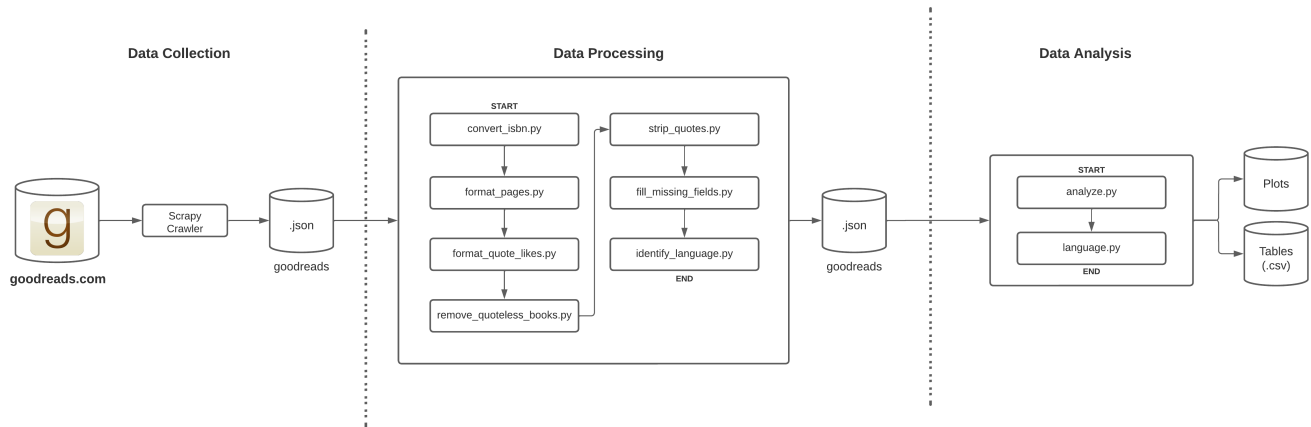 Data Collection
Data Processing
Data Analysis
g
goodreads.com
Scrapy
Crawler
.json
goodreads
START
convert_isbn.py
format_pages.py
format_quote_likes.py
remove_quoteless_books.py
strip_quotes.py
fill_missing_fields.py
identify_language.py
END
.json
goodreads
START
analyze.py
language.py
END
Plots
Tables
(.csv)